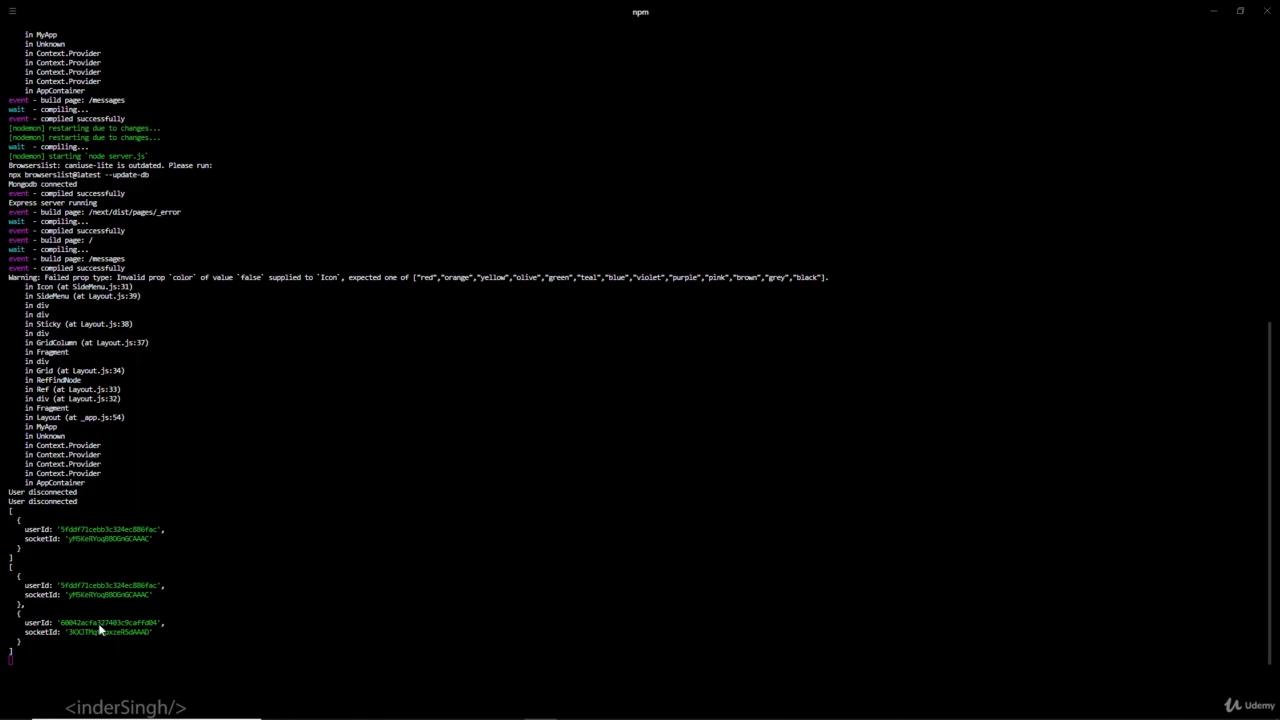 npm
in MyApp
in Unknown
in Context.Provider
in Context.Provider
in Context.Provider
in Context.Provider
in AppContainer
event - build page: /messages
wait - compiling...
event - compiled successfully
[nodemon] restarting due to changes...
[nodemon] restarting due to changes...
wait - compiling...
[nodemon] starting `node server.js`
Browserslist: caniuse-lite is outdated. Please run:
npx browserslist@latest --update-db
Mongodb connected
event - compiled successfully
Express server running
event - build page: /next/dist/pages/_error
wait - compiling...
event - compiled successfully
event - build page: /
wait - compiling...
event - build page: /messages
event - compiled successfully
Warning: Failed prop type: Invalid prop `color` of value `false` supplied to `Icon`, expected one of ["red","orange","yellow","olive","green","teal","blue","violet","purple","pink","brown","grey","black"].
in Icon (at SideMenu.js:31)
in SideMenu (at Layout.js:39)
in div
in div
in Sticky (at Layout.js:38)
in div
in GridColumn (at Layout.js:37)
in Fragment
in div
in Grid (at Layout.js:34)
in RefFindNode
in Ref (at Layout.js:33)
in div (at Layout.js:32)
in Fragment
in Layout (at _app.js:54)
in MyApp
in Unknown
in Context.Provider
in Context.Provider
in Context.Provider
in Context.Provider
in AppContainer
User disconnected
User disconnected
[
{
userId: '5fddf71cebb3c324ec886fac',
socketId:
}
]
[
{
userId: '5fddf71cebb3c324ec886fac',
socketId:
},
{
userId: '60042acfa327403c9caffd04',
socketId:
}
]
<inderSingh/>
Udemy